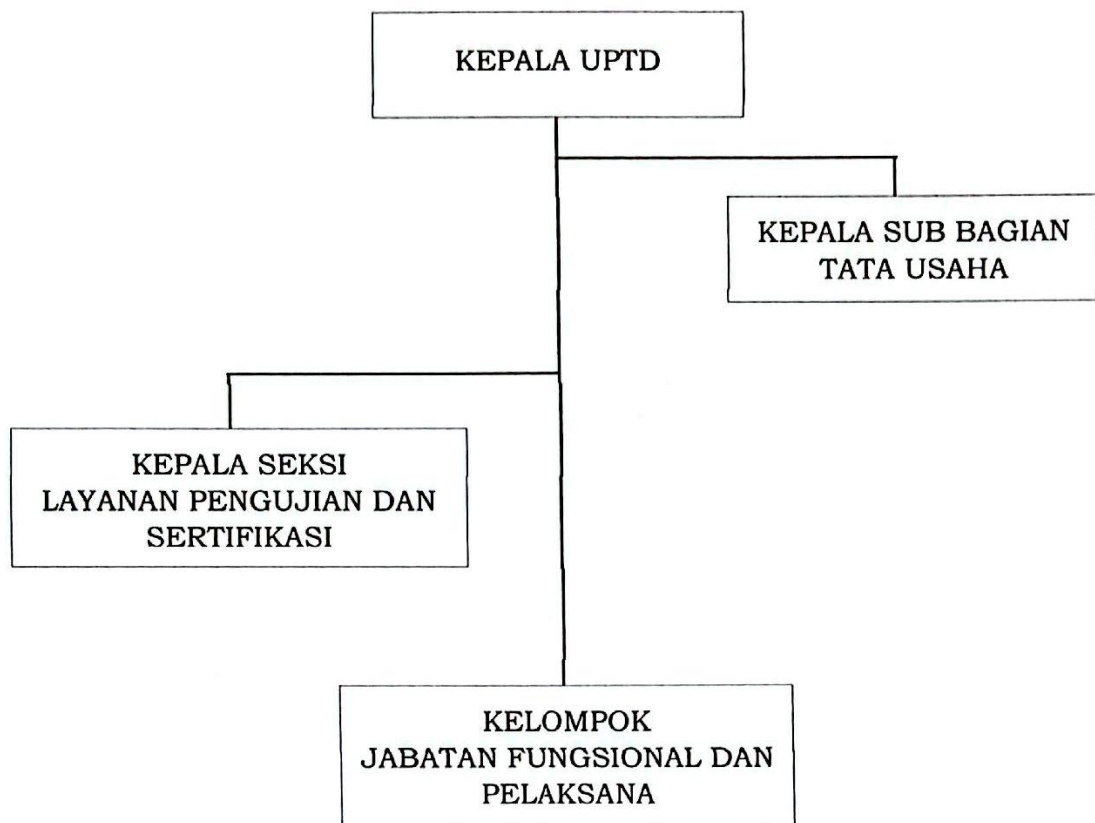 KEPALA UPTD
KEPALA SUB BAGIAN
TATA USAHA
KEPALA SEKSI
LAYANAN PENGUJIAN DAN
SERTIFIKASI
KELOMPOK
JABATAN FUNGSIONAL DAN
PELAKSANA